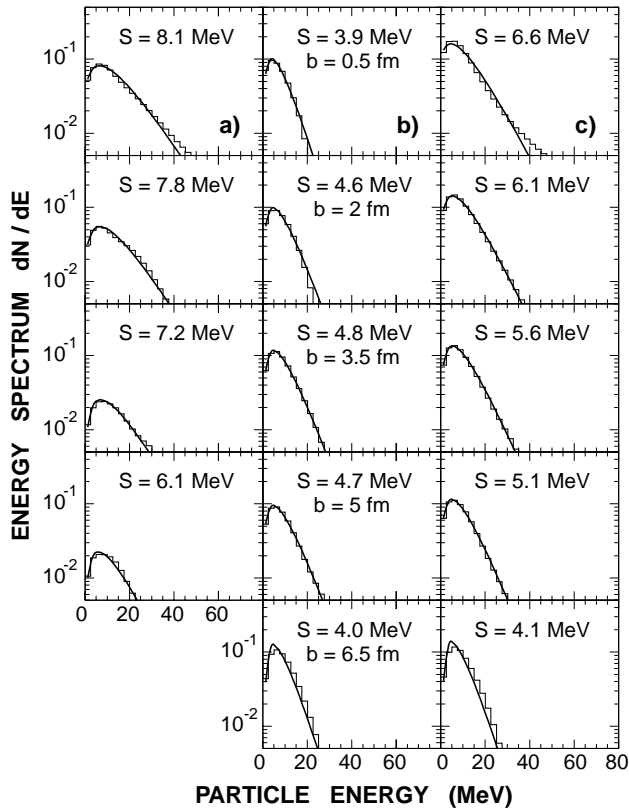 S = 8.1 MeV
S = 3.9 MeV
S = 6.6 MeV
b = 0.5 fm
a)
b)
c)
10⁻¹
10⁻²
S = 7.8 MeV
S = 4.6 MeV
S = 6.1 MeV
b = 2 fm
10⁻¹
10⁻²
S = 7.2 MeV
S = 4.8 MeV
S = 5.6 MeV
b = 3.5 fm
10⁻¹
10⁻²
S = 6.1 MeV
S = 4.7 MeV
S = 5.1 MeV
b = 5 fm
10⁻¹
10⁻²
0 20 40 60
S = 4.0 MeV
S = 4.1 MeV
b = 6.5 fm
10⁻¹
10⁻²
0 20 40 60 0 20 40 60 80
ENERGY SPECTRUM dN / dE
PARTICLE ENERGY (MeV)